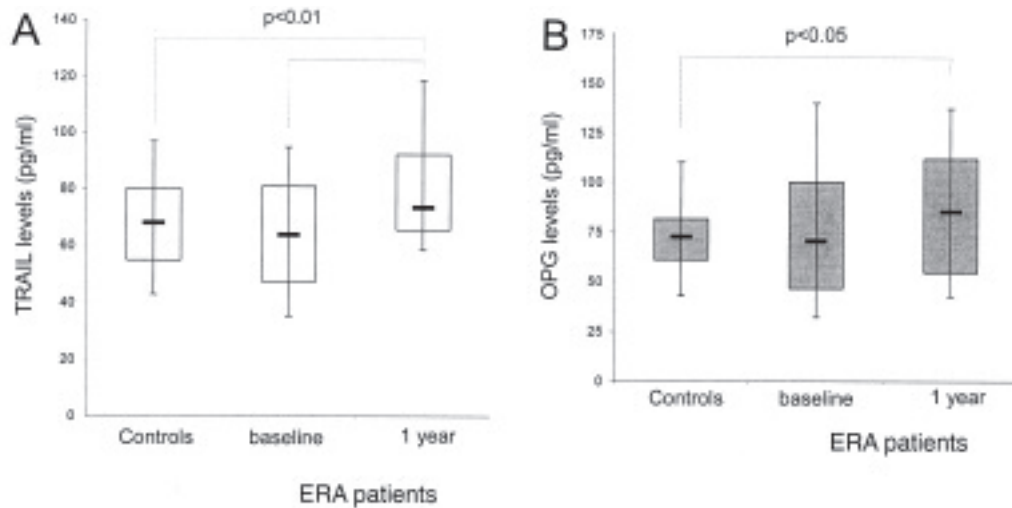 A
p<0.01
140
120
100
80
60
40
20
0
TRAIL levels (pg/ml)
Controls baseline 1 year
ERA patients
B
p<0.05
175
150
125
100
75
50
25
0
OPG levels (pg/ml)
Controls baseline 1 year
ERA patients